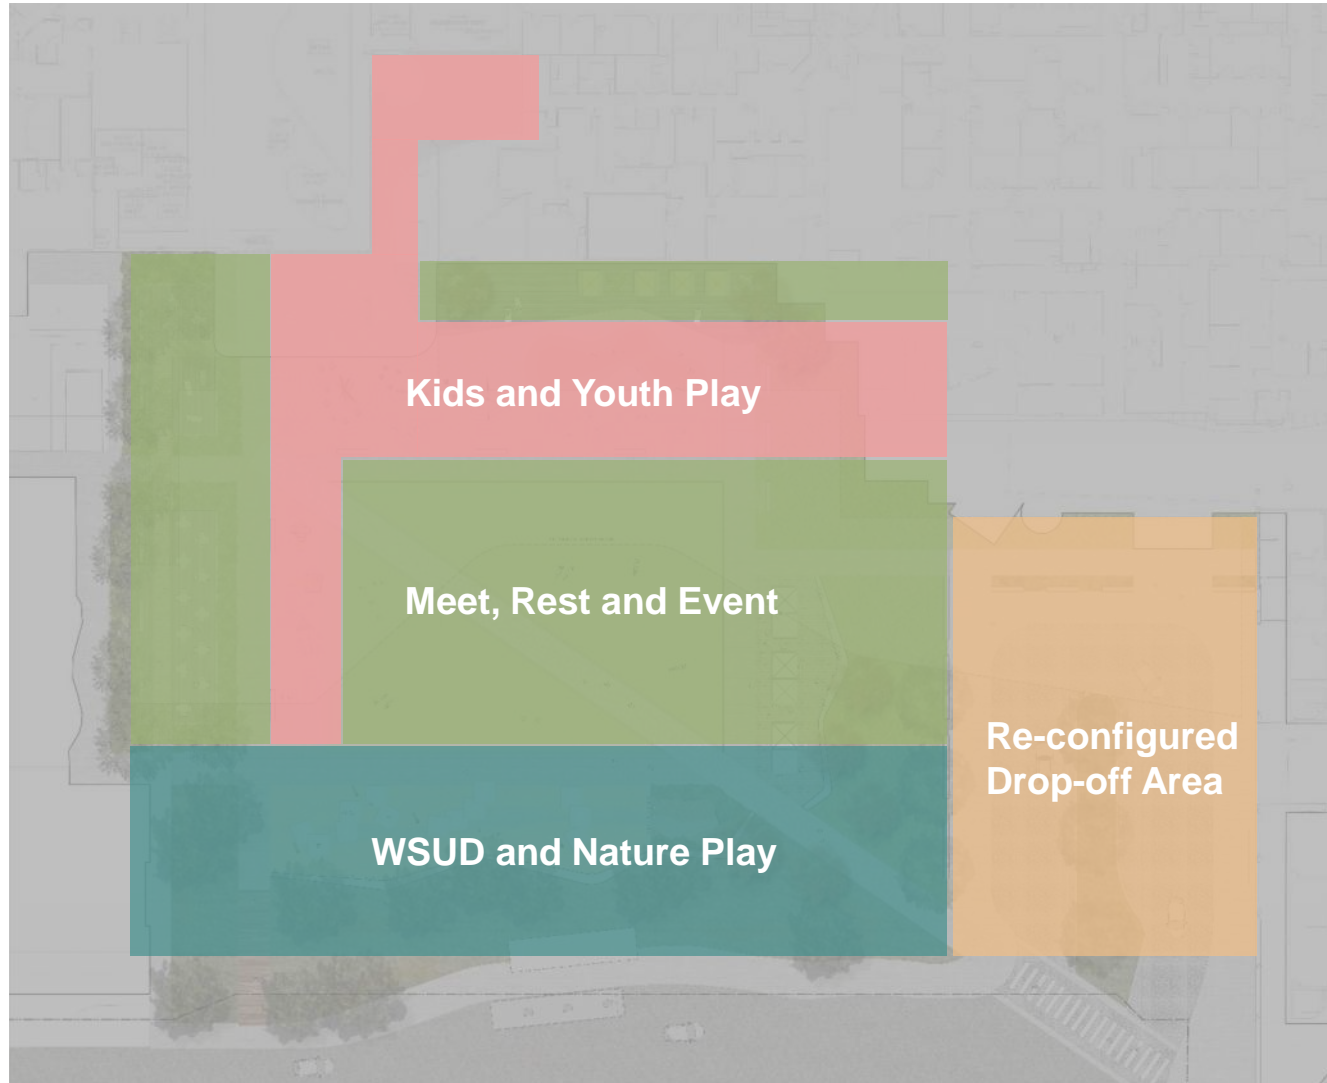 Kids and Youth Play
Meet, Rest and Event
Re-configured
Drop-off Area
WSUD and Nature Play